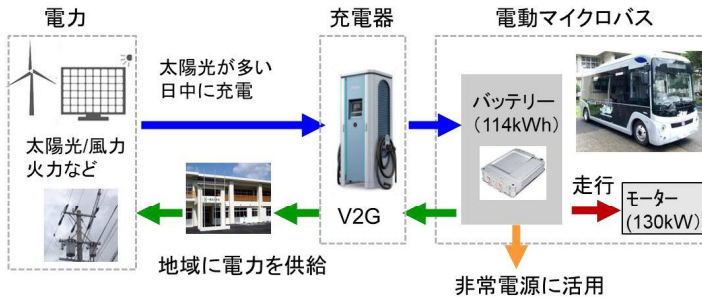 電力
充電器
電動マイクロバス
太陽光が多い
日中に充電
バッテリー
(114kWh)
太陽光/風力
火力など
走行
モーター
(130kW)
V2G
地域に電力を供給
非常電源に活用